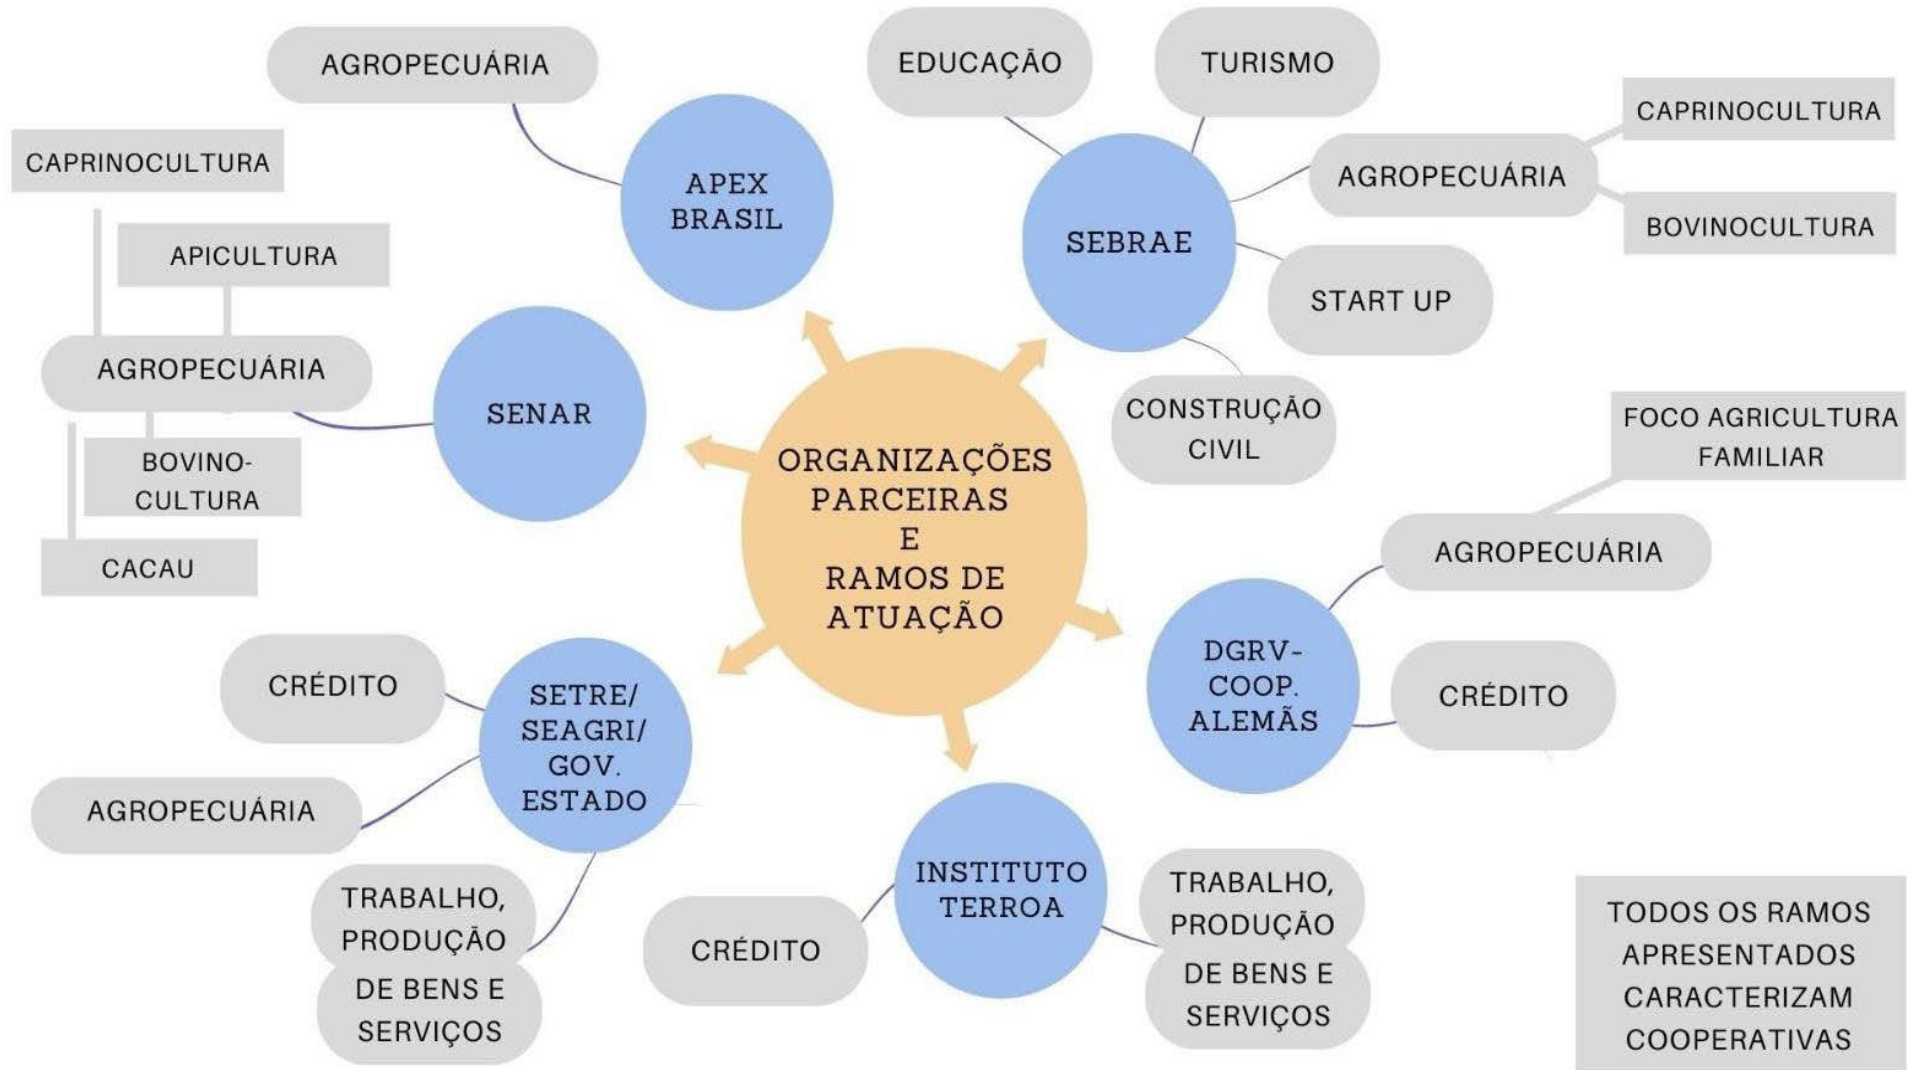 AGROPECUÁRIA
EDUCAÇÃO
TURISMO
CAPRINOCULTURA
AGROPECUÁRIA
BOVINOCULTURA
START UP
CONSTRUÇÃO
CIVIL
SEBRAE
APEX
BRASIL
CAPRINOCULTURA
APICULTURA
AGROPECUÁRIA
BOVINO-
CULTURA
CACAU
SENAR
ORGANIZAÇÕES
PARCEIRAS
E
RAMOS DE
ATUAÇÃO
FOCO AGRICULTURA
FAMILIAR
AGROPECUÁRIA
CRÉDITO
DGRV-
COOP.
ALEMÃS
CRÉDITO
AGROPECUÁRIA
TRABALHO,
PRODUÇÃO
DE BENS E
SERVIÇOS
SETRE/
SEAGRI/
GOV.
ESTADO
CRÉDITO
INSTITUTO
TERROA
TRABALHO,
PRODUÇÃO
DE BENS E
SERVIÇOS
TODOS OS RAMOS
APRESENTADOS
CARACTERIZAM
COOPERATIVAS